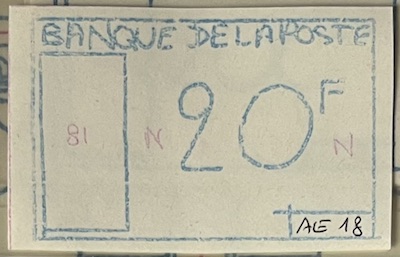 BANQUE DE LA POSTE
81 N 20F N
AE 18